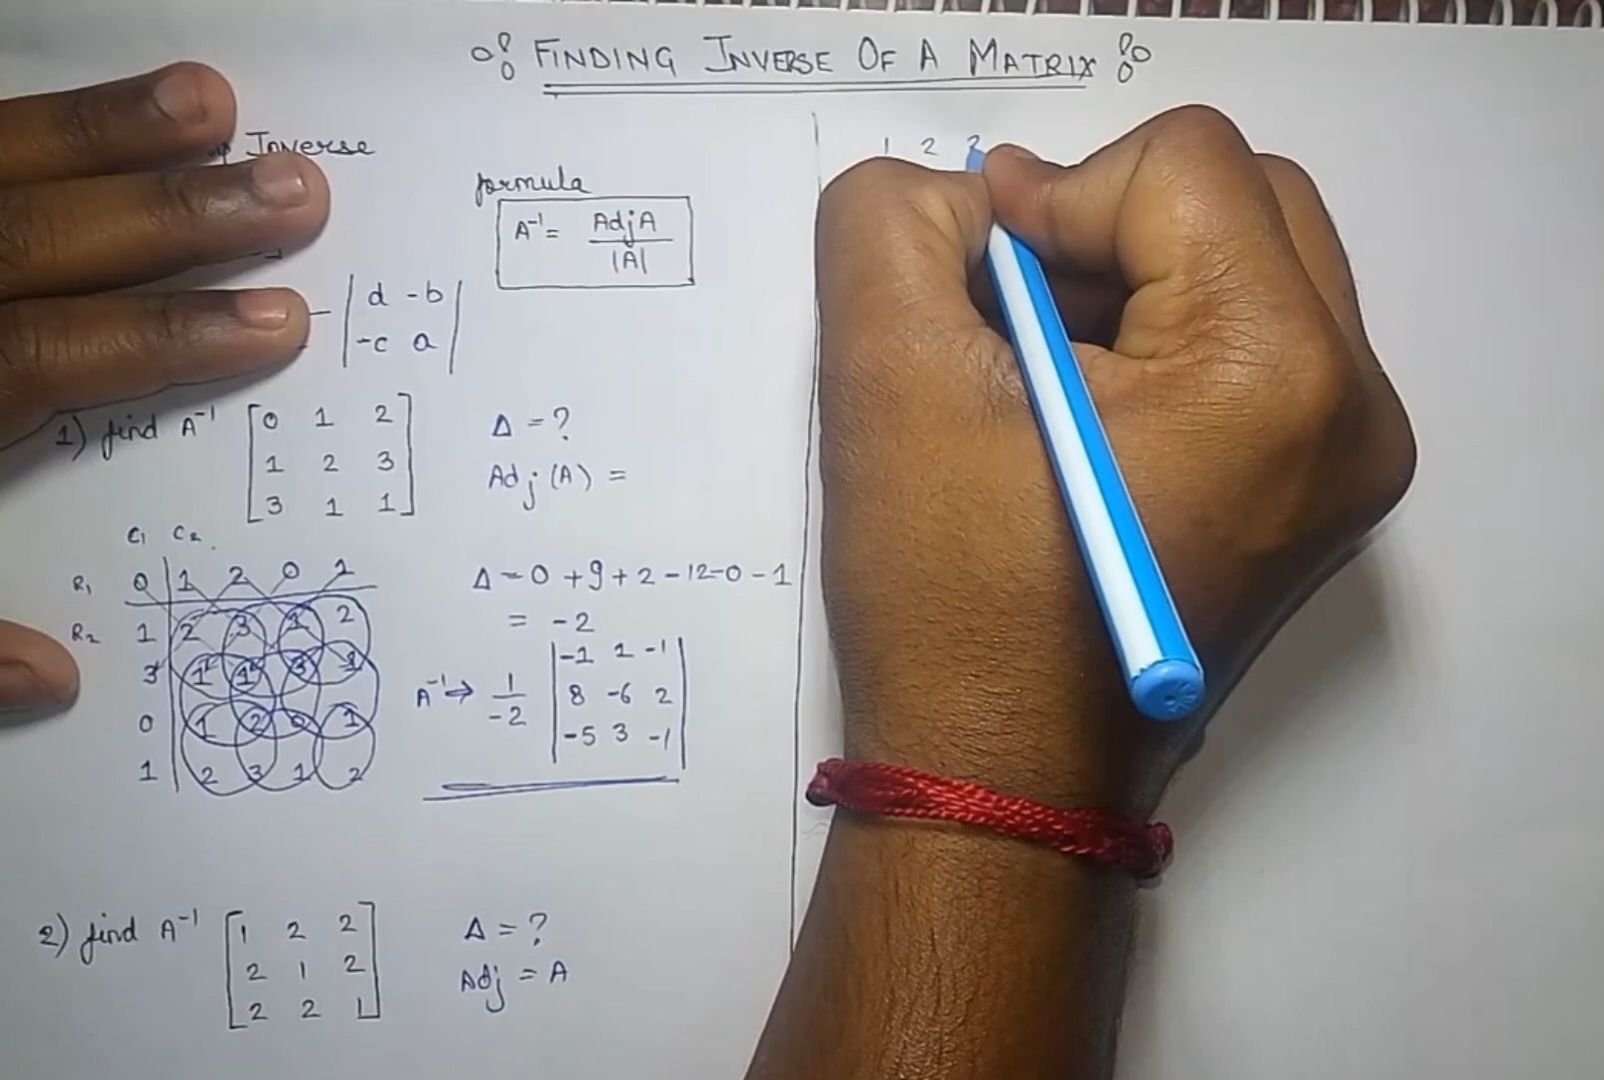 FINDING INVERSE OF A MATRIX
Inverse
formula
A⁻¹ = AdjA
|A|
d -b
-c a
1) find A⁻¹ 0 1 2
1 2 3
3 1 1
Δ = ?
Adj (A) =
C₁ C₂
R₁ 0 1 2 0 1
R₂ 1 2 3 1 2
3 1 1 3 1
0 1 2 0 1
1 2 3 1 2
Δ = 0 + 9 + 2 - 12 - 0 - 1
= -2
A⁻¹ ⇒ 1
-2
-1 1 -1
8 -6 2
-5 3 -1
2) find A⁻¹ 1 2 2
2 1 2
2 2 1
Δ = ?
Adj = A
1 2